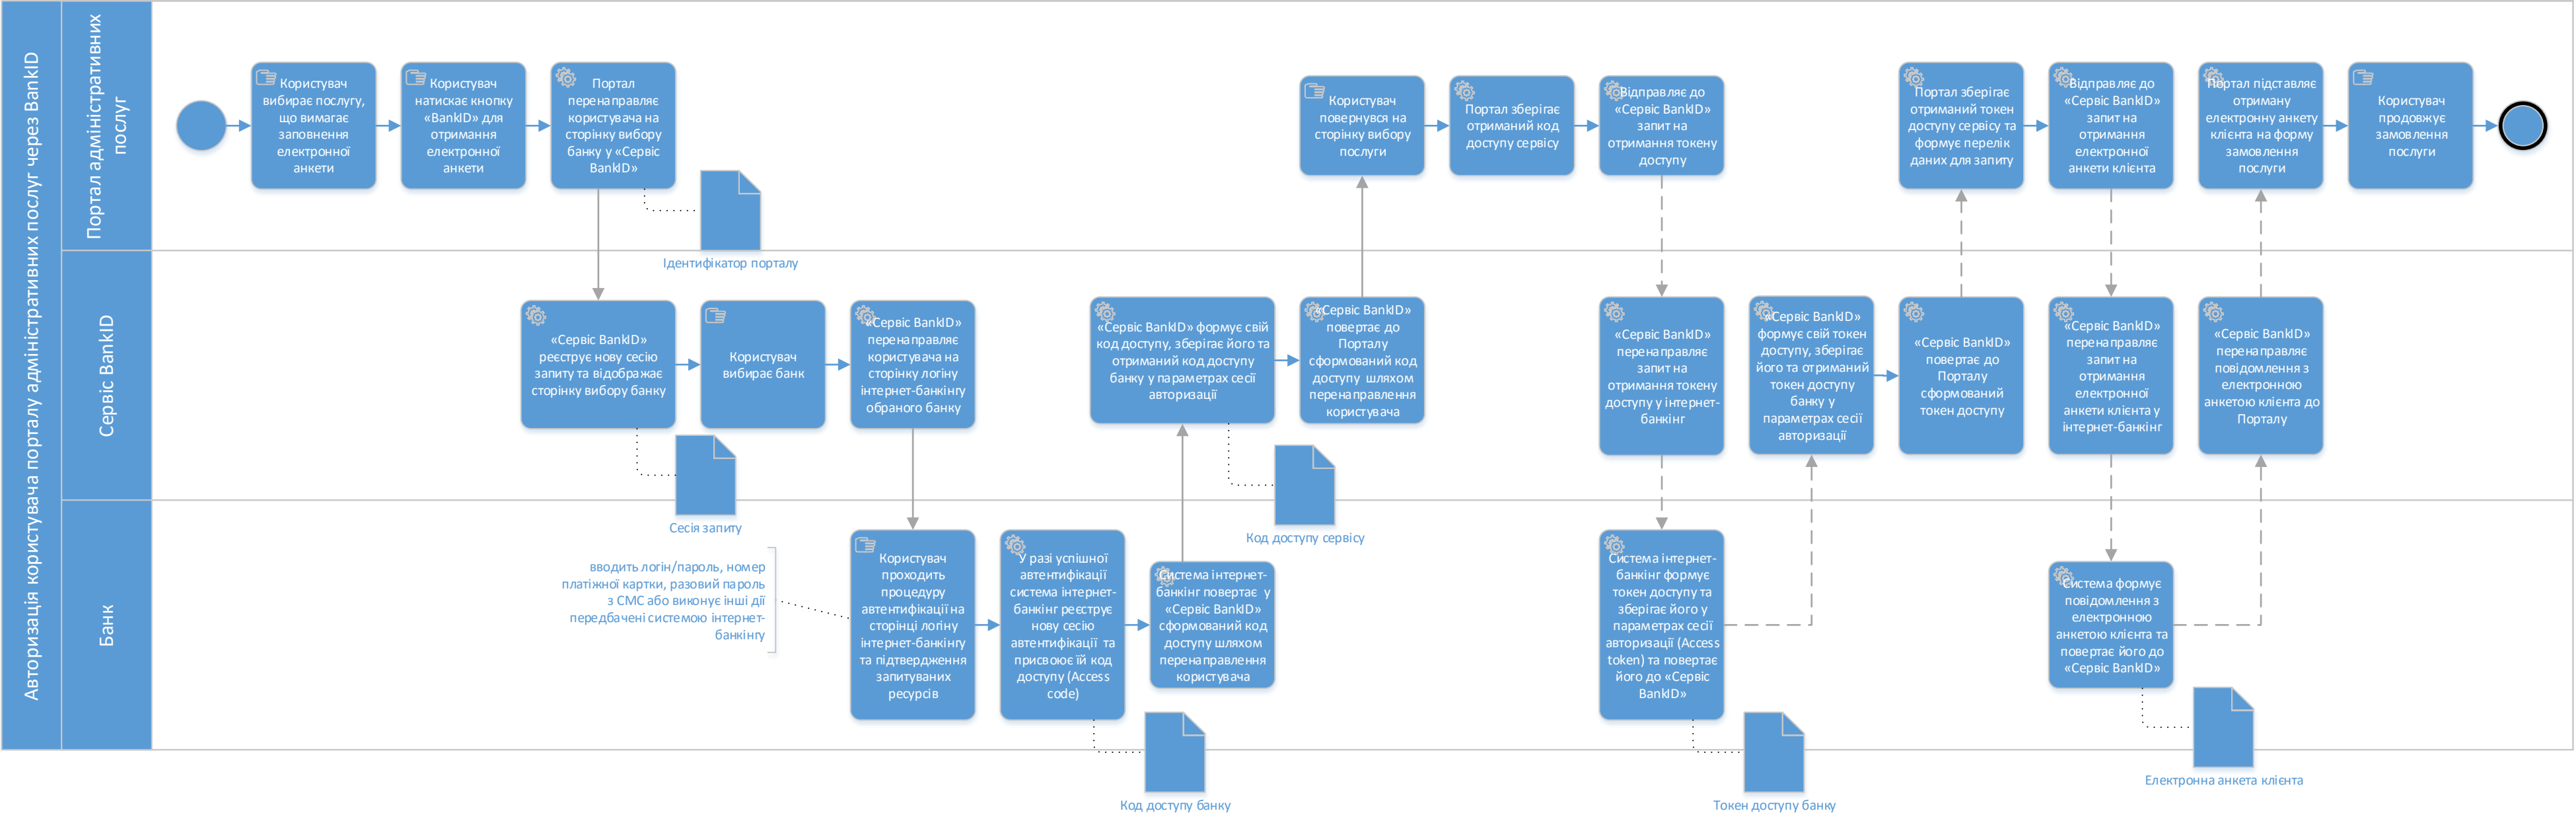 Авторизація користувача порталу адміністративних послуг через BankID
Портал адміністративних
послуг
Користувач
вибирає послугу,
що вимагає
заповнення
електронної
анкети
Користувач
натискає кнопку
«BankID» для
отримання
електронної
анкети
Портал
перенаправляє
користувача на
сторінку вибору
банку у «Сервіс
BankID»
Ідентифікатор порталу
Користувач
повернувся на
сторінку вибору
послуги
Портал зберігає
отриманий код
доступу сервісу
Відправляє до
«Сервіс BankID»
запит на
отримання токену
доступу
Портал зберігає
отриманий токен
доступу сервісу та
формує перелік
даних для запиту
Відправляє до
«Сервіс BankID»
запит на
отримання
електронної
анкети клієнта
Портал підставляє
отриману
електронну анкету
клієнта на форму
замовлення
послуги
Користувач
продовжує
замовлення
послуги
Сервіс BankID
«Сервіс BankID»
реєструє нову сесію
запиту та відображає
сторінку вибору банку
Сесія запиту
Користувач
вибирає банк
«Сервіс BankID»
перенаправляє
користувача на
сторінку логіну
інтернет-банкінгу
обраного банку
«Сервіс BankID» формує свій
код доступу, зберігає його та
отриманий код доступу
банку у параметрах сесії
авторизації
Код доступу сервісу
«Сервіс BankID»
повертає до
Порталу
сформований код
доступу шляхом
перенаправлення
користувача
«Сервіс BankID»
перенаправляє
запит на
отримання токену
доступу у інтернет-
банкінг
«Сервіс BankID»
формує свій токен
доступу, зберігає
його та отриманий
токен доступу
банку у
параметрах сесії
авторизації
«Сервіс BankID»
повертає до
Порталу
сформований
токен доступу
«Сервіс BankID»
перенаправляє
запит на
отримання
електронної
анкети клієнта у
інтернет-банкінг
«Сервіс BankID»
перенаправляє
повідомлення з
електронною
анкетою клієнта до
Порталу
Банк
вводить логін/пароль, номер
платіжної картки, разовий пароль
з СМС або виконує інші дії
передбачені системою інтернет-
банкінгу
Користувач
проходить
процедуру
автентифікації на
сторінці логіну
інтернет-банкінгу
та підтвердження
запитуваних
ресурсів
У разі успішної
автентифікації
система інтернет-
банкінг реєструє
нову сесію
автентифікації та
присвоює їй код
доступу (Access
code)
Код доступу банку
Система інтернет-
банкінг повертає у
«Сервіс BankID»
сформований код
доступу шляхом
перенаправлення
користувача
Система інтернет-
банкінг формує
токен доступу та
зберігає його у
параметрах сесії
авторизації (Access
token) та повертає
його до «Сервіс
BankID»
Токен доступу банку
Система формує
повідомлення з
електронною
анкетою клієнта та
повертає його до
«Сервіс BankID»
Електронна анкета клієнта